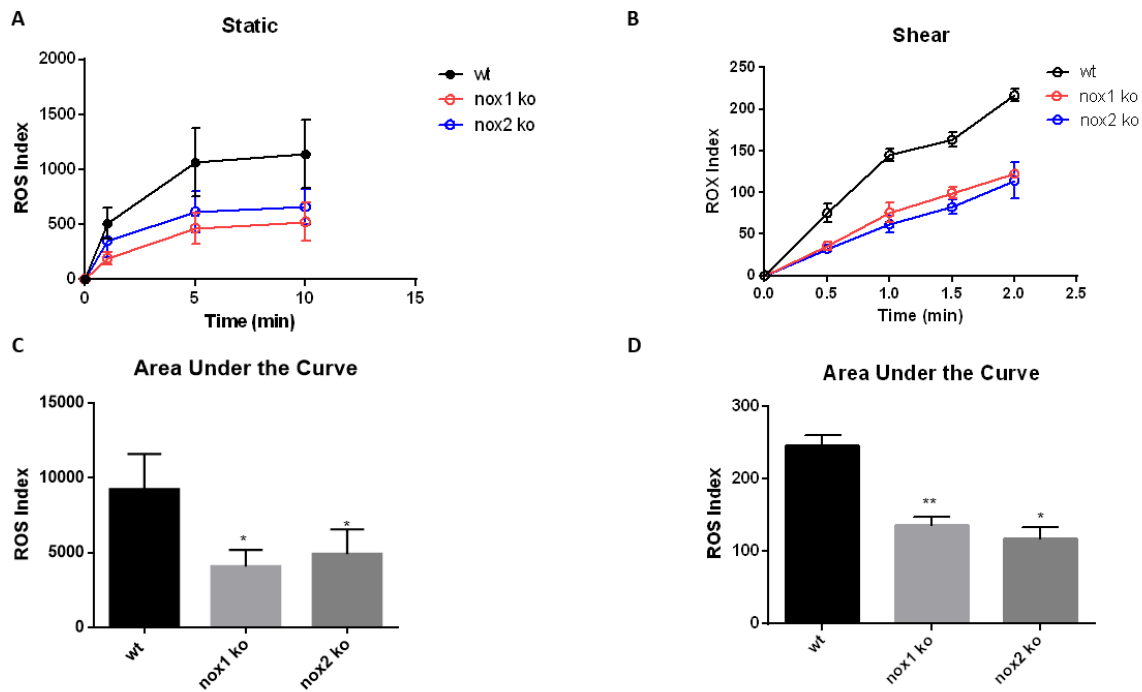 A
Static
2000
1500
1000
500
0
ROS Index
0 5 10 15
Time (min)
wt
nox1 ko
nox2 ko
B
Shear
250
200
150
100
50
0
ROX Index
0.0 0.5 1.0 1.5 2.0 2.5
Time (min)
wt
nox1 ko
nox2 ko
C
Area Under the Curve
15000
10000
5000
0
ROS Index
* *
wt nox1 ko nox2 ko
D
Area Under the Curve
300
200
100
0
ROS Index
** *
wt nox1 ko nox2 ko